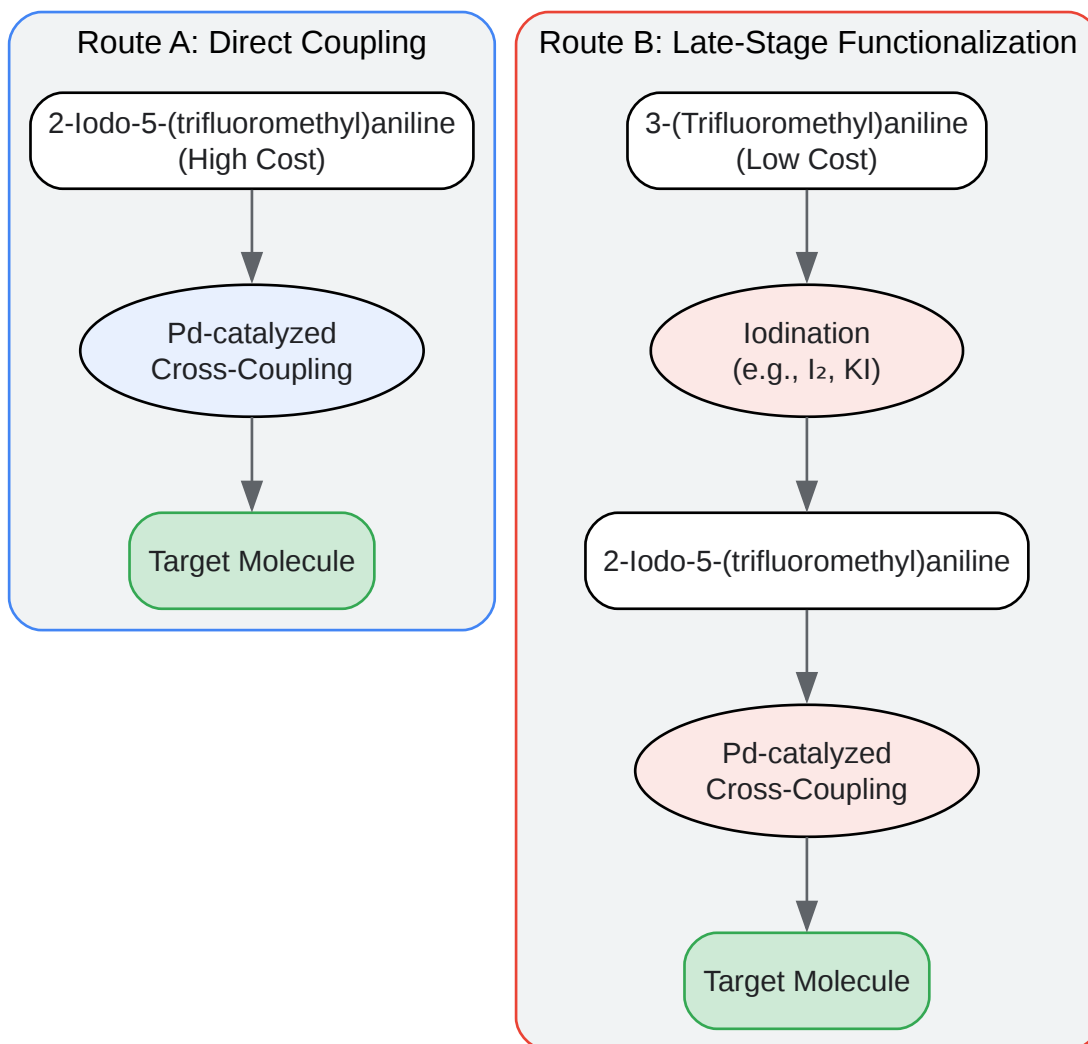 Route A: Direct Coupling
2-Iodo-5-(trifluoromethyl)aniline
(High Cost)
Pd-catalyzed
Cross-Coupling
Target Molecule
Route B: Late-Stage Functionalization
3-(Trifluoromethyl)aniline
(Low Cost)
Iodination
(e.g., I₂, KI)
2-Iodo-5-(trifluoromethyl)aniline
Pd-catalyzed
Cross-Coupling
Target Molecule